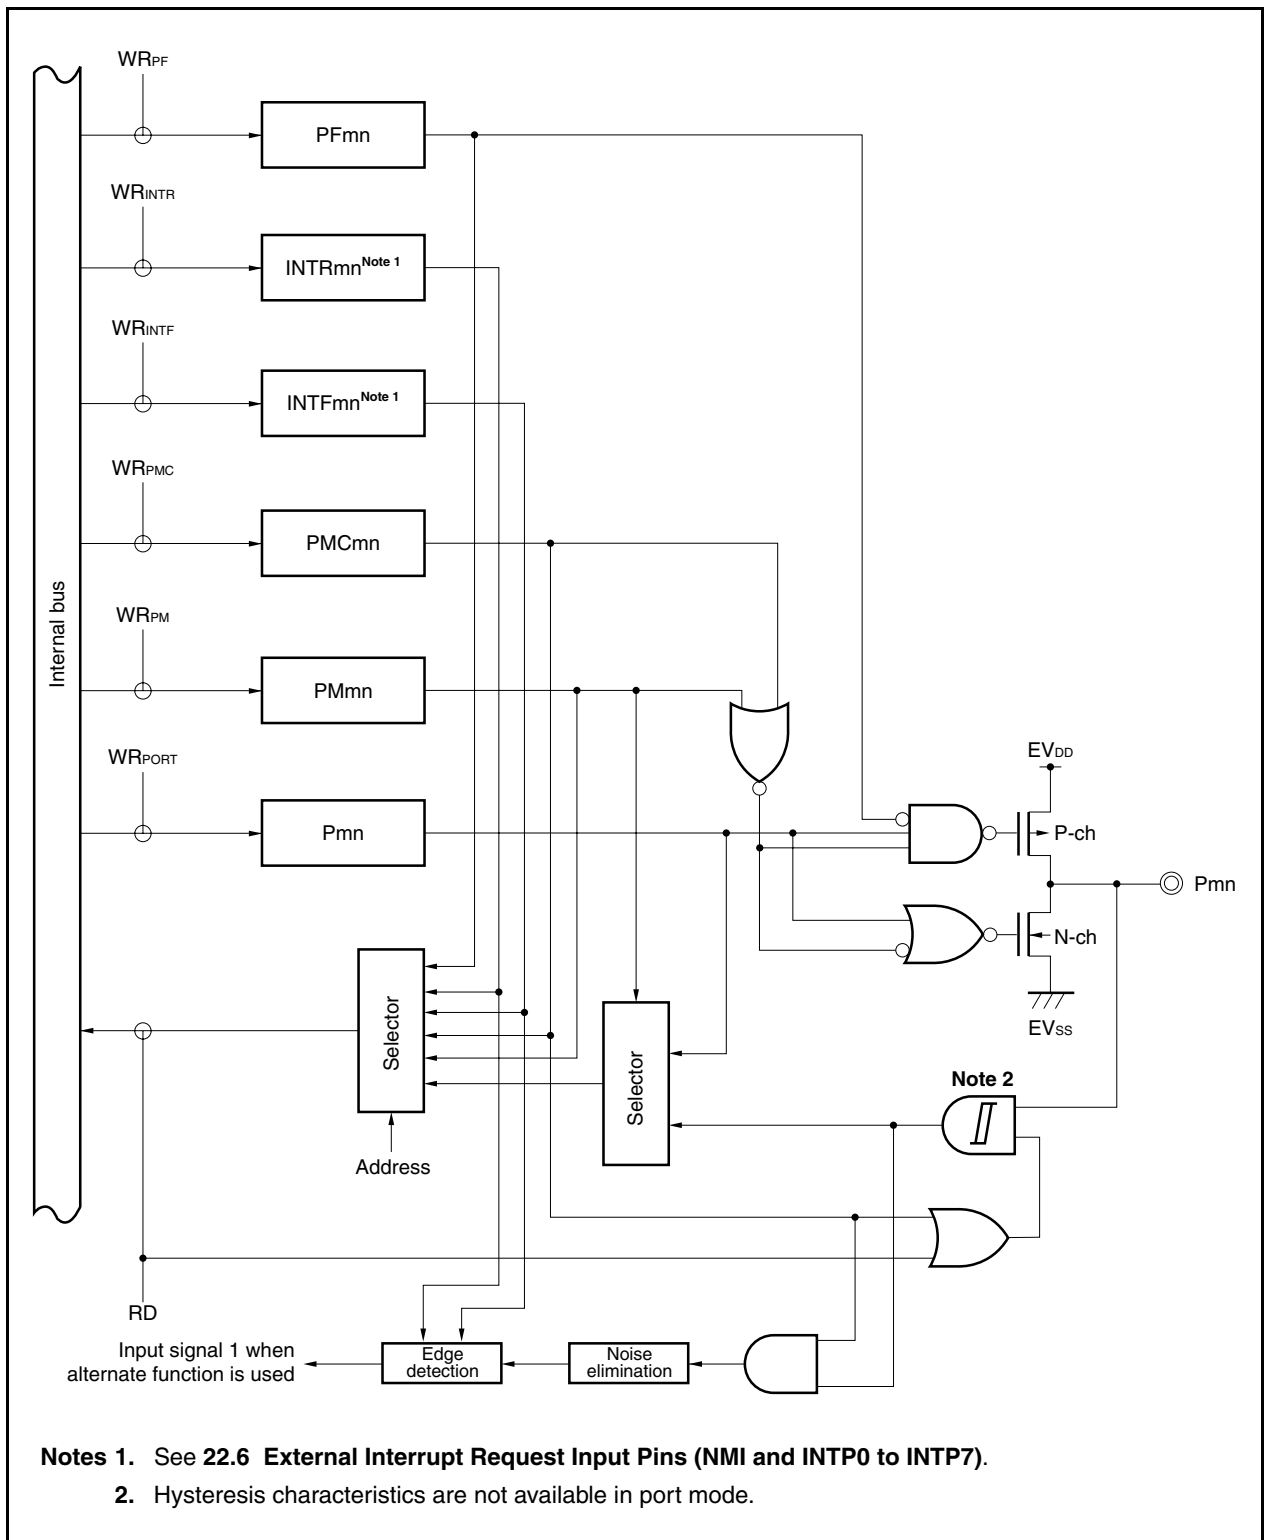 WRPF
PFmn
WRINTR
INTRmnNote 1
WRINTF
INTFmnNote 1
WRPMC
PMCmn
Internal bus
WRPM
PMmn
WRPORT
Pmn
EVDD
P-ch
Pmn
N-ch
EVSS
Selector
Selector
Note 2
Address
RD
Input signal 1 when
alternate function is used
Edge
detection
Noise
elimination
Notes 1. See 22.6 External Interrupt Request Input Pins (NMI and INTP0 to INTP7).
2. Hysteresis characteristics are not available in port mode.